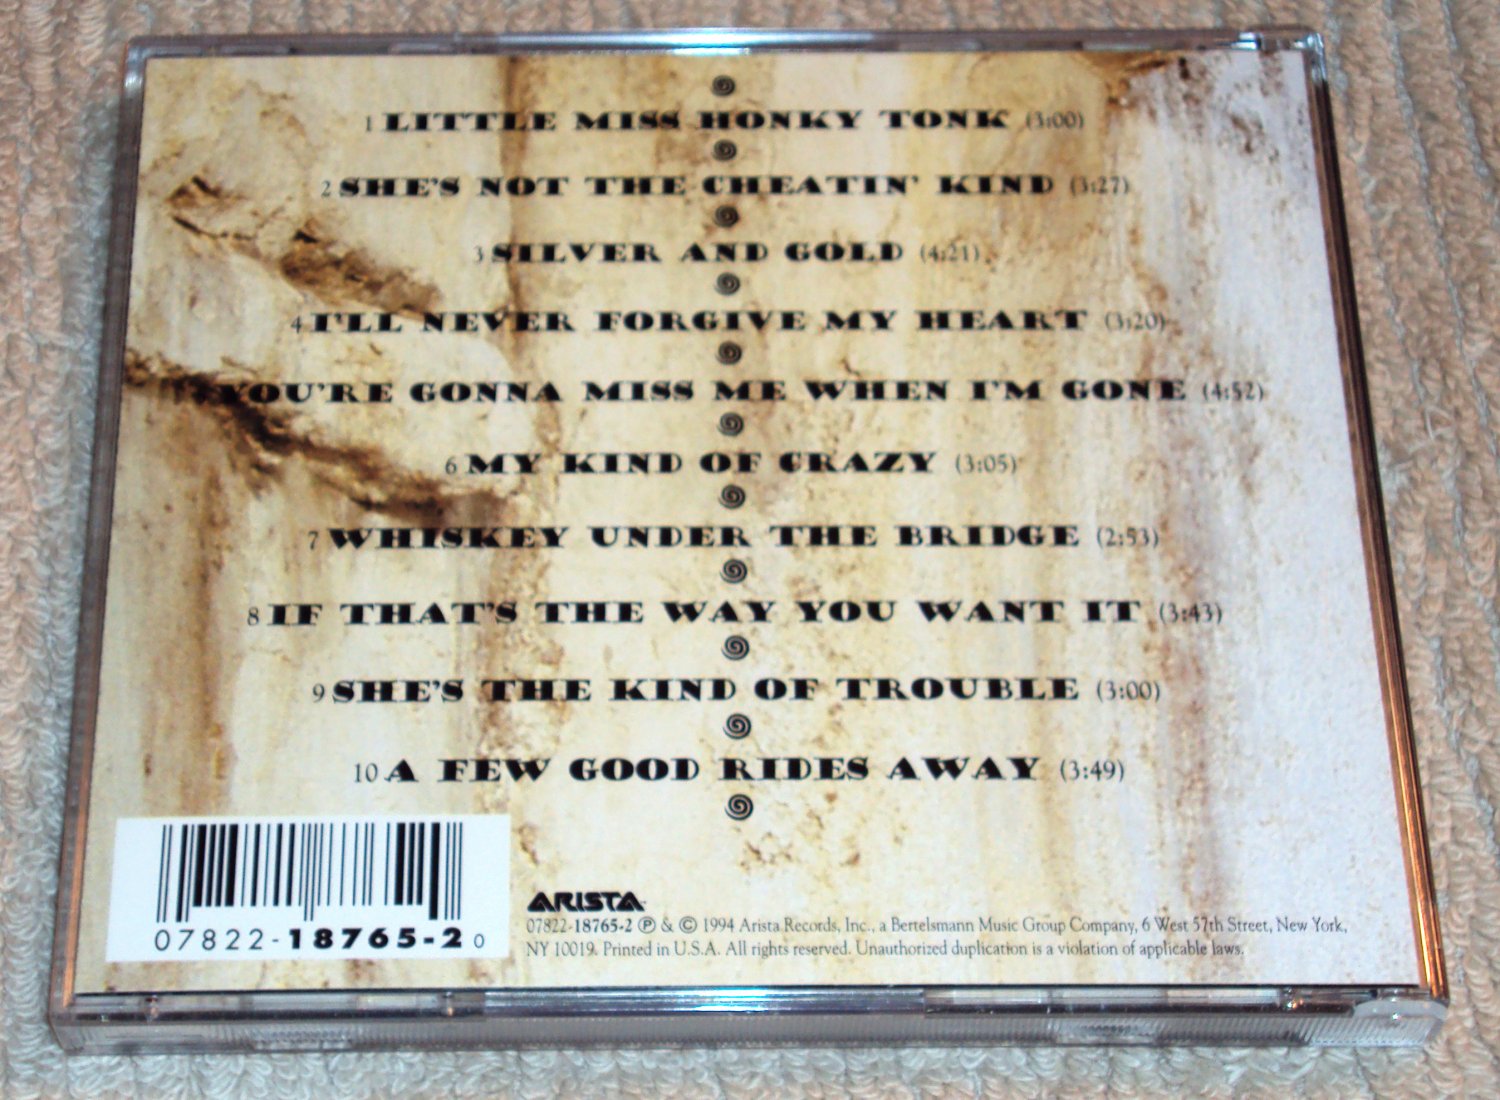 1 LITTLE MISS HONKY TONK (3:00)
2 SHE'S NOT THE CHEATIN' KIND (3:27)
3 SILVER AND GOLD (4:21)
4 I'LL NEVER FORGIVE MY HEART (3:20)
YOU'RE GONNA MISS ME WHEN I'M GONE (4:52)
6 MY KIND OF CRAZY (3:05)
7 WHISKEY UNDER THE BRIDGE (2:53)
8 IF THAT'S THE WAY YOU WANT IT (3:43)
9 SHE'S THE KIND OF TROUBLE (3:00)
10 A FEW GOOD RIDES AWAY (3:49)
07822-18765-2 0
ARISTA
07822-18765-2 ℗ & © 1994 Arista Records, Inc., a Bertelsmann Music Group Company, 6 West 57th Street, New York,
NY 10019. Printed in U.S.A. All rights reserved. Unauthorized duplication is a violation of applicable laws.